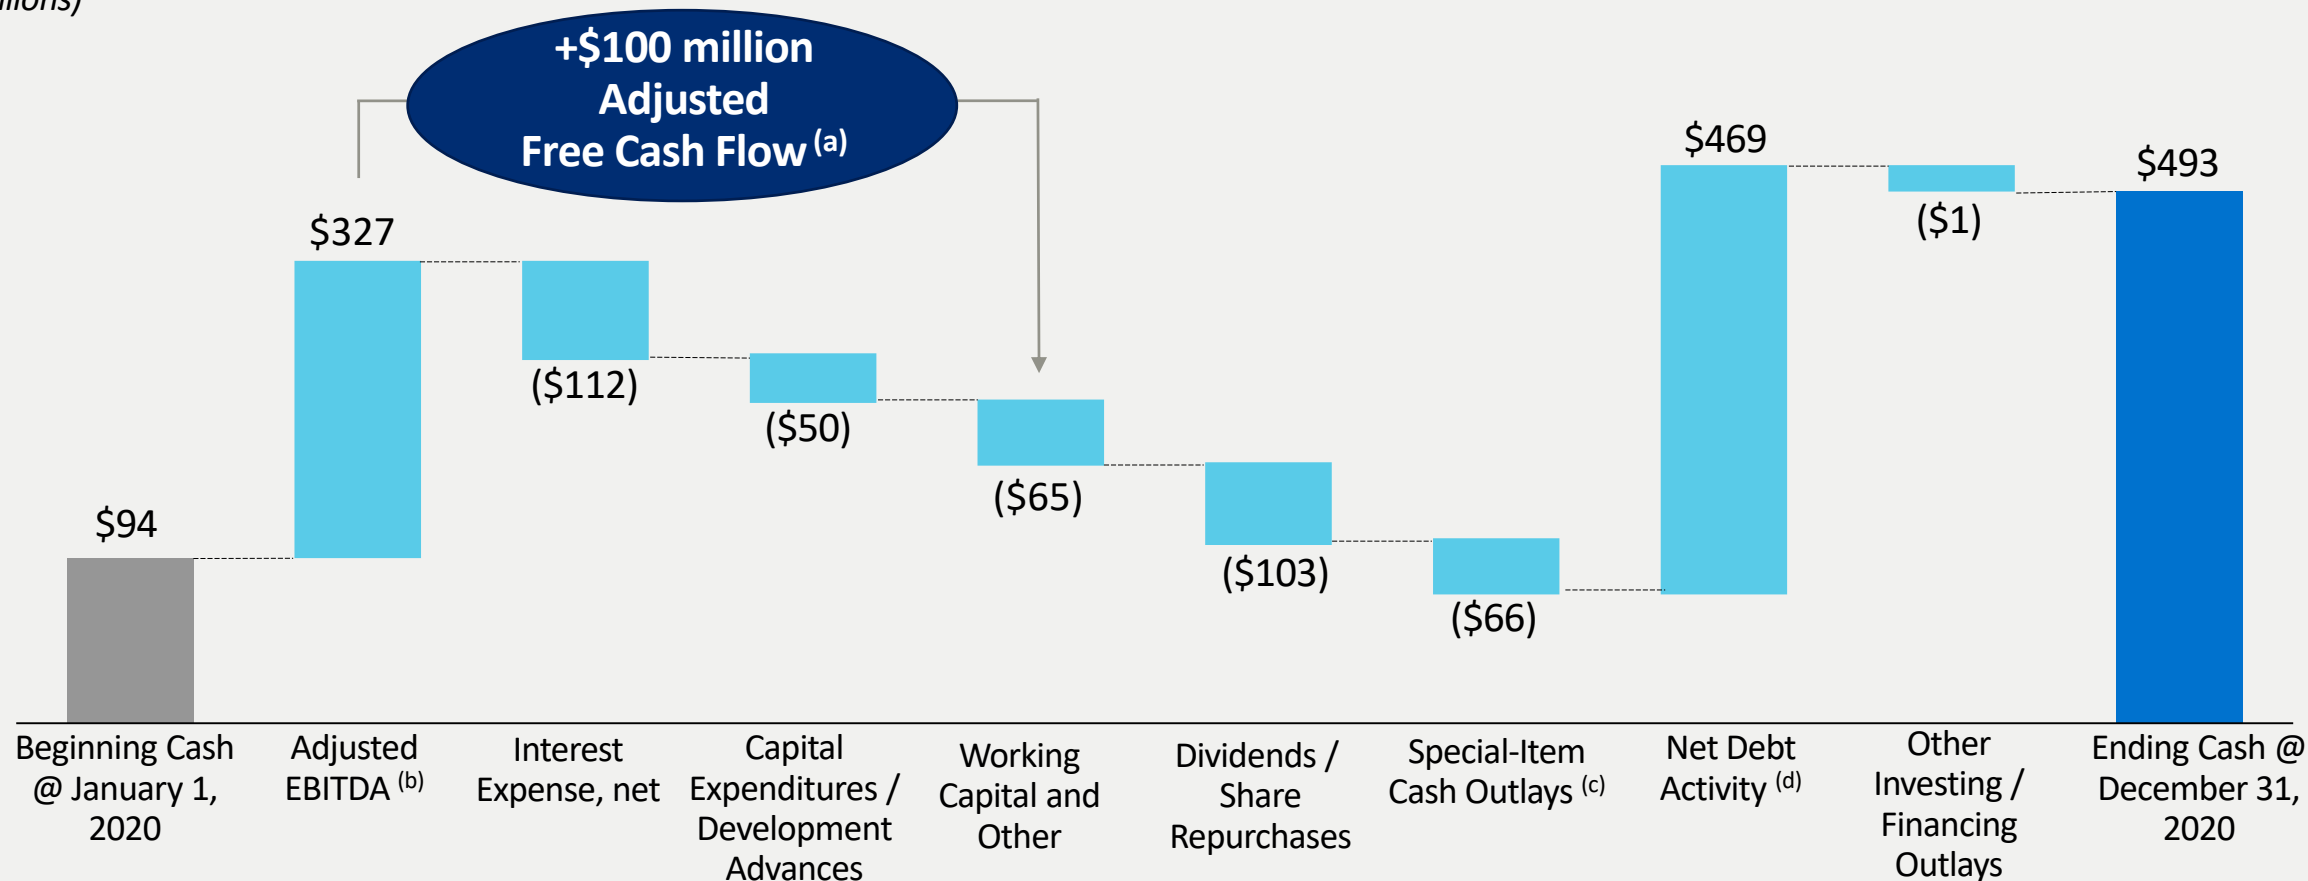 +$100 million
Adjusted
Free Cash Flow (a)
$94
$327
($112)
($50)
($65)
($103)
($66)
$469
($1)
$493
Beginning Cash
@ January 1,
2020
Adjusted
EBITDA (b)
Interest
Expense, net
Capital
Expenditures /
Development
Advances
Working
Capital and
Other
Dividends /
Share
Repurchases
Special-Item
Cash Outlays (c)
Net Debt
Activity (d)
Other
Investing /
Financing
Outlays
Ending Cash @
December 31,
2020